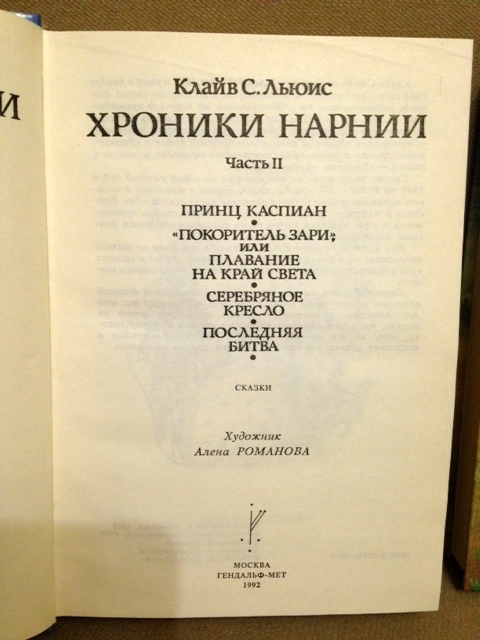 И
Клайв С. Льюис
ХРОНИКИ НАРНИИ
Часть II
ПРИНЦ КАСПИАН
•
«ПОКОРИТЕЛЬ ЗАРИ»,
ИЛИ
ПЛАВАНИЕ
НА КРАЙ СВЕТА
•
СЕРЕБРЯНОЕ
КРЕСЛО
•
ПОСЛЕДНЯЯ
БИТВА
•
СКАЗКИ
Художник
Алена РОМАНОВА
МОСКВА
ГЕНДАЛЬФ-МЕТ
1992